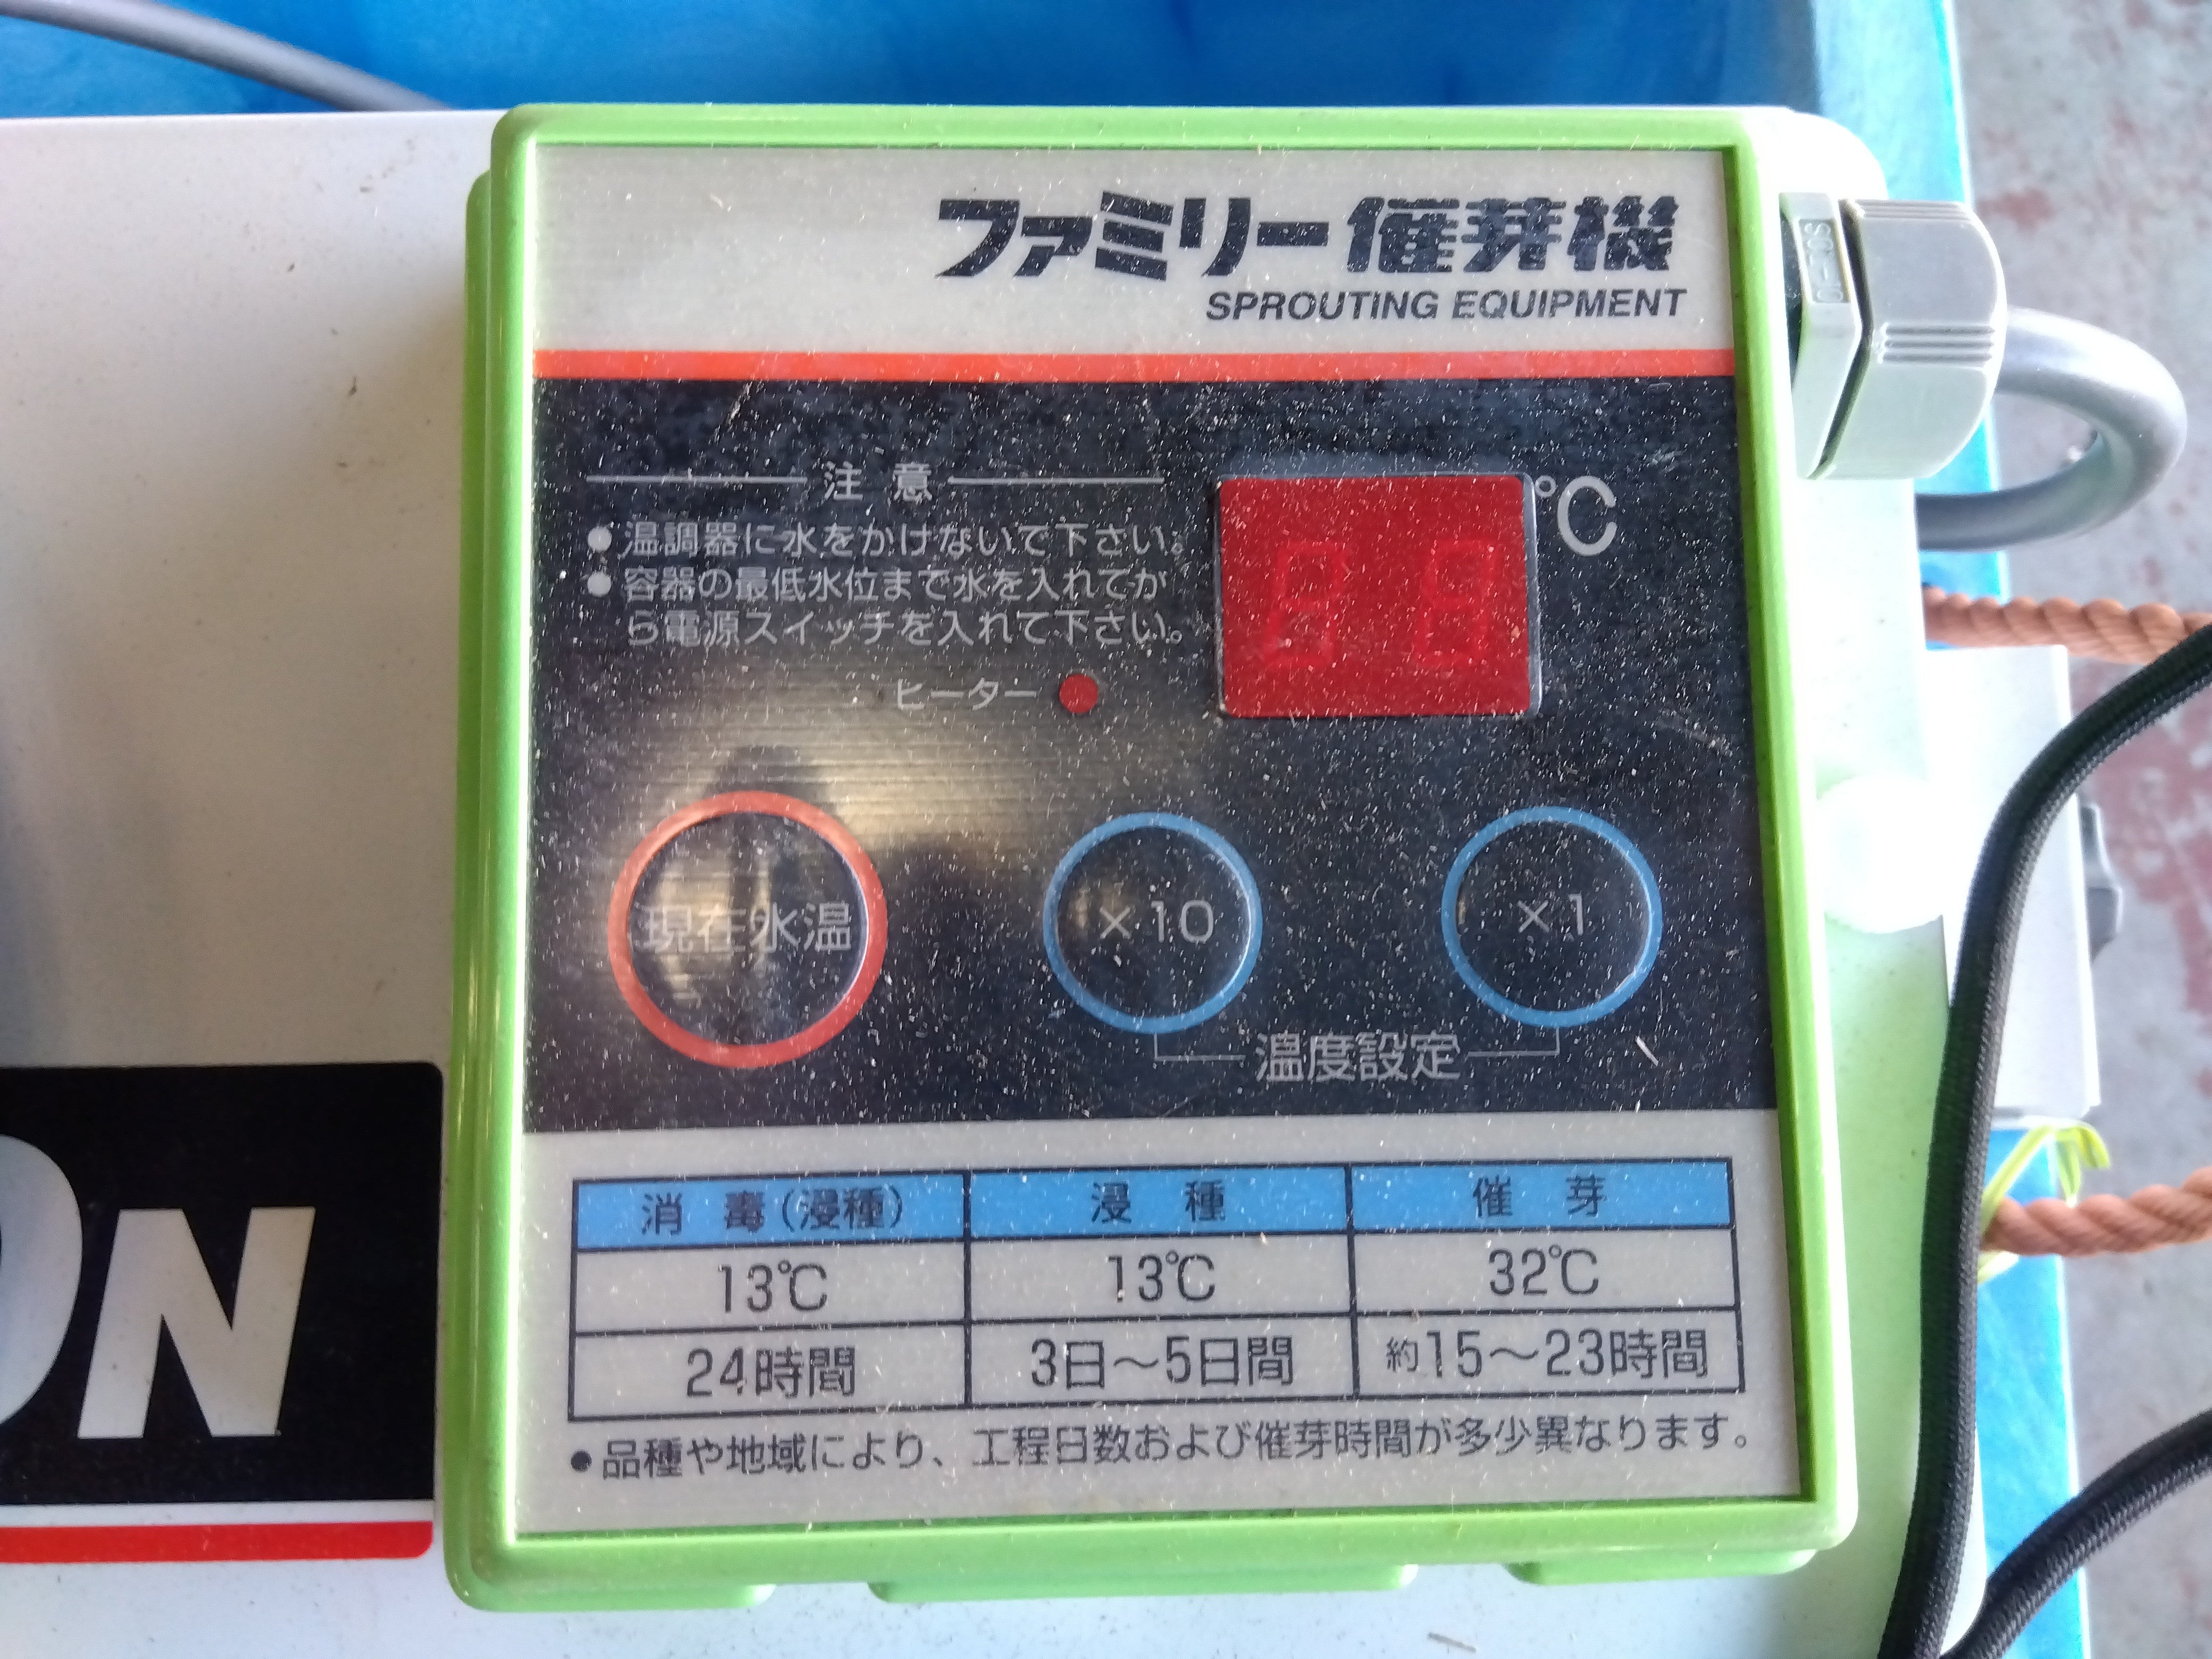 ファミリー催芽機
SPROUTING EQUIPMENT
注意
●温調器に水をかけないで下さい。
●容器の最低水位まで水を入れてか
ら電源スイッチを入れて下さい。
℃
ヒーター
現在水温
×10
×1
温度設定
消毒(浸種) 浸種 催芽
13℃ 13℃ 32℃
24時間 3日～5日間 約15～23時間
●品種や地域により、工程日数および催芽時間が多少異なります。
N